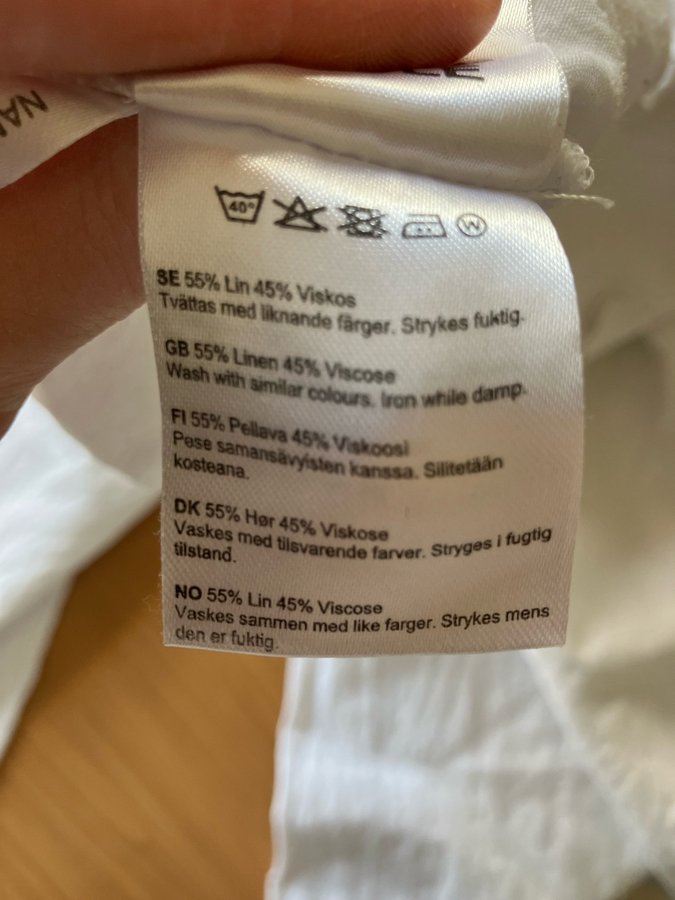 40°
W
SE 55% Lin 45% Viskos
Tvättas med liknande färger. Strykes fuktig.
GB 55% Linen 45% Viscose
Wash with similar colours. Iron while damp.
FI 55% Pellava 45% Viskoosi
Pese samansävyisten kanssa. Silitetään
kosteana.
DK 55% Hør 45% Viskose
Vaskes med tilsvarende farver. Stryges i fugtig
tilstand.
NO 55% Lin 45% Viscose
Vaskes sammen med like farger. Strykes mens
den er fuktig.